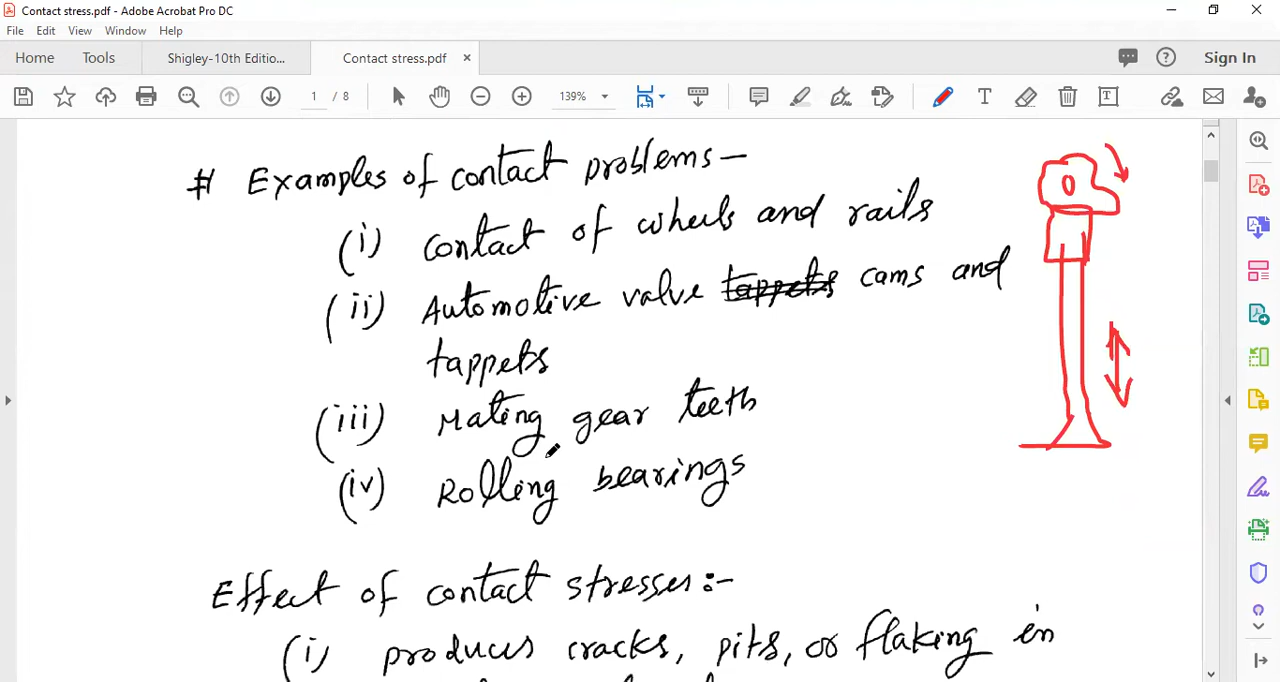 Contact stress.pdf - Adobe Acrobat Pro DC
File Edit View Window Help
Home Tools Shigley-10th Editio... Contact stress.pdf × Sign In
1 / 8 139%
# Examples of contact problems—
(i) Contact of wheels and rails
(ii) Automotive valve tappets cams and
tappets
(iii) Mating gear teeth
(iv) Rolling bearings
Effect of contact stresses:-
(i) produces cracks, pits, or flaking in